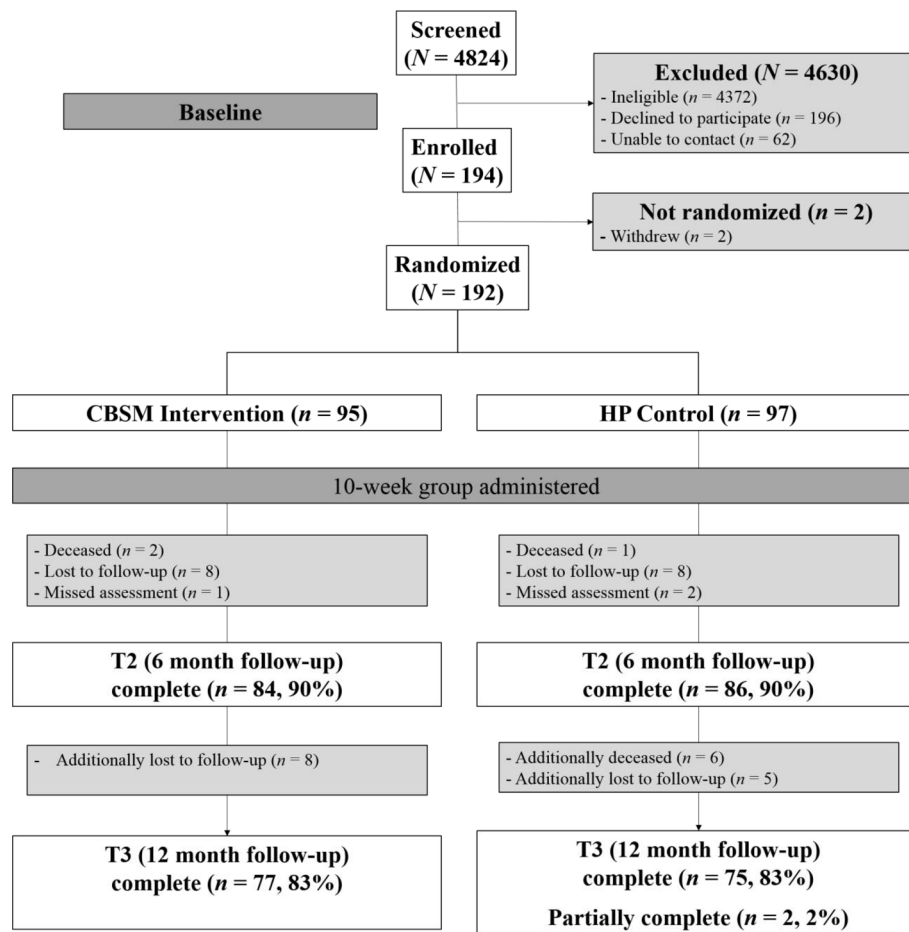 Screened
(N = 4824)
Excluded (N = 4630)
- Ineligible (n = 4372)
- Declined to participate (n = 196)
- Unable to contact (n = 62)
Baseline
Enrolled
(N = 194)
Not randomized (n = 2)
- Withdrew (n = 2)
Randomized
(N = 192)
CBSM Intervention (n = 95)
HP Control (n = 97)
10-week group administered
- Deceased (n = 2)
- Lost to follow-up (n = 8)
- Missed assessment (n = 1)
- Deceased (n = 1)
- Lost to follow-up (n = 8)
- Missed assessment (n = 2)
T2 (6 month follow-up)
complete (n = 84, 90%)
T2 (6 month follow-up)
complete (n = 86, 90%)
- Additionally lost to follow-up (n = 8)
- Additionally deceased (n = 6)
- Additionally lost to follow-up (n = 5)
T3 (12 month follow-up)
complete (n = 77, 83%)
T3 (12 month follow-up)
complete (n = 75, 83%)
Partially complete (n = 2, 2%)